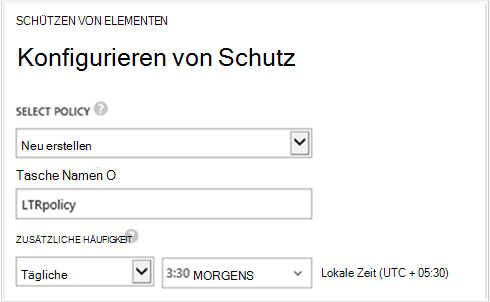 SCHÜTZEN VON ELEMENTEN
Konfigurieren von Schutz
SELECT POLICY ?
Neu erstellen
Tasche Namen O
LTRpolicy
ZUSÄTZLICHE HÄUFIGKEIT ?
Tägliche 3:30 MORGENS Lokale Zeit (UTC + 05:30)